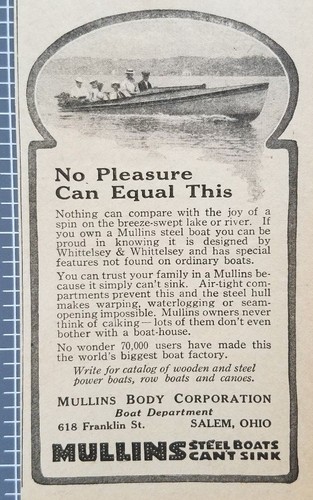 No Pleasure
Can Equal This
Nothing can compare with the joy of a
spin on the breeze-swept lake or river. If
you own a Mullins steel boat you can be
proud in knowing it is designed by
Whittelsey & Whittelsey and has special
features not found on ordinary boats.
You can trust your family in a Mullins be-
cause it simply can't sink. Air-tight com-
partments prevent this and the steel hull
makes warping, waterlogging or seam-
opening impossible. Mullins owners never
think of calking—lots of them don't even
bother with a boat-house.
No wonder 70,000 users have made this
the world's biggest boat factory.
Write for catalog of wooden and steel
power boats, row boats and canoes.
MULLINS BODY CORPORATION
Boat Department
618 Franklin St. SALEM, OHIO
MULLINS STEEL BOATS
CAN'T SINK